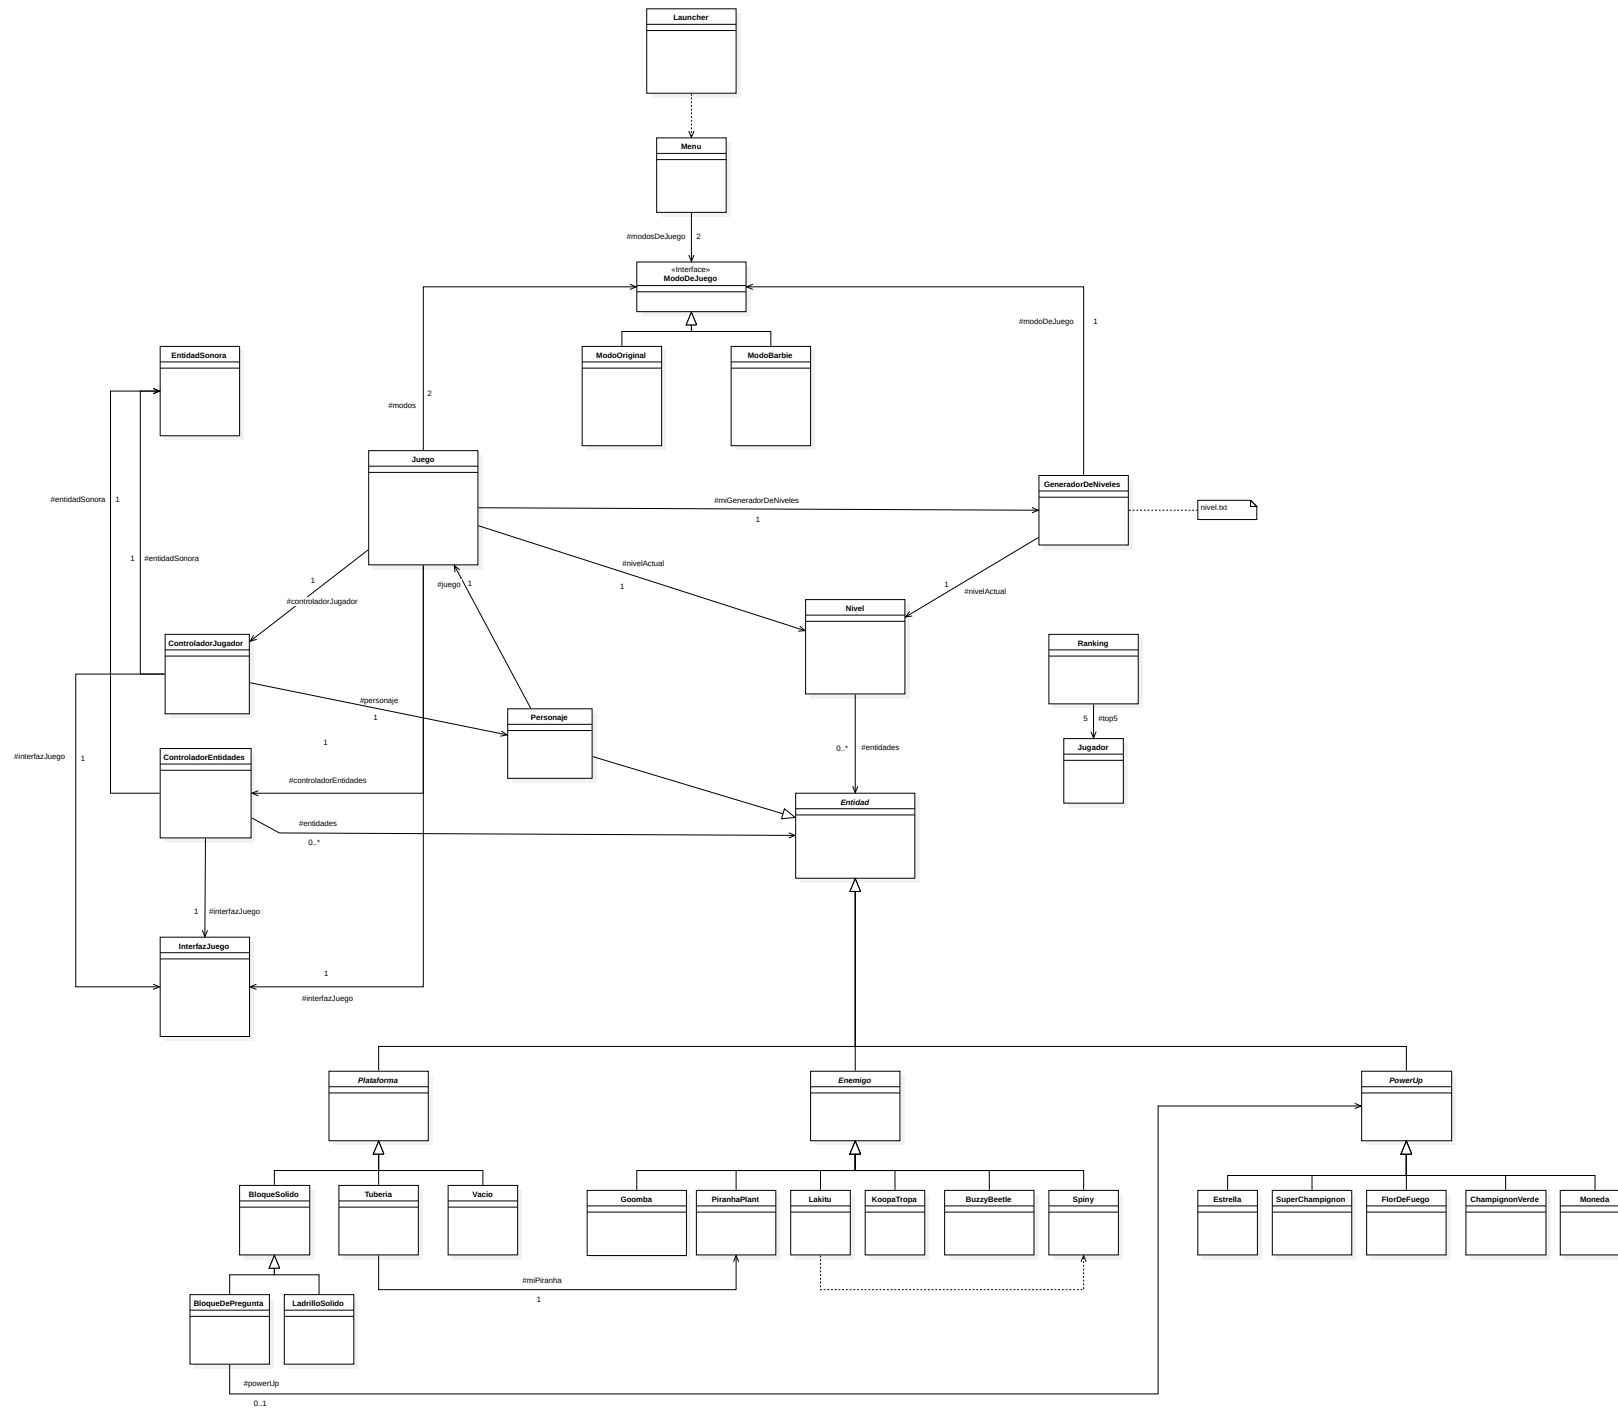 Launcher
Menu
#modosDeJuego 2
«Interface»
ModoDeJuego
#modoDeJuego 1
EntidadSonora
ModoOriginal
ModoBarbie
2
#modos
Juego
GeneradorDeNiveles
#entidadSonora 1
#miGeneradorDeNiveles
1
nivel.txt
1 #entidadSonora
#nivelActual
1
1
#controladorJugador
#juego 1
1
#nivelActual
Nivel
ControladorJugador
Ranking
#personaje
1
Personaje
5 #top5
1
#interfazJuego 1
ControladorEntidades
0..* #entidades
Jugador
#controladorEntidades
Entidad
#entidades
0..*
1 #interfazJuego
InterfazJuego
1
#interfazJuego
Plataforma
Enemigo
PowerUp
BloqueSolido
Tuberia
Vacio
Goomba
PiranhaPlant
Lakitu
KoopaTropa
BuzzyBeetle
Spiny
Estrella
SuperChampignon
FlorDeFuego
ChampignonVerde
Moneda
#miPiranha
1
BloqueDePregunta
LadrilloSolido
#powerUp
0..1